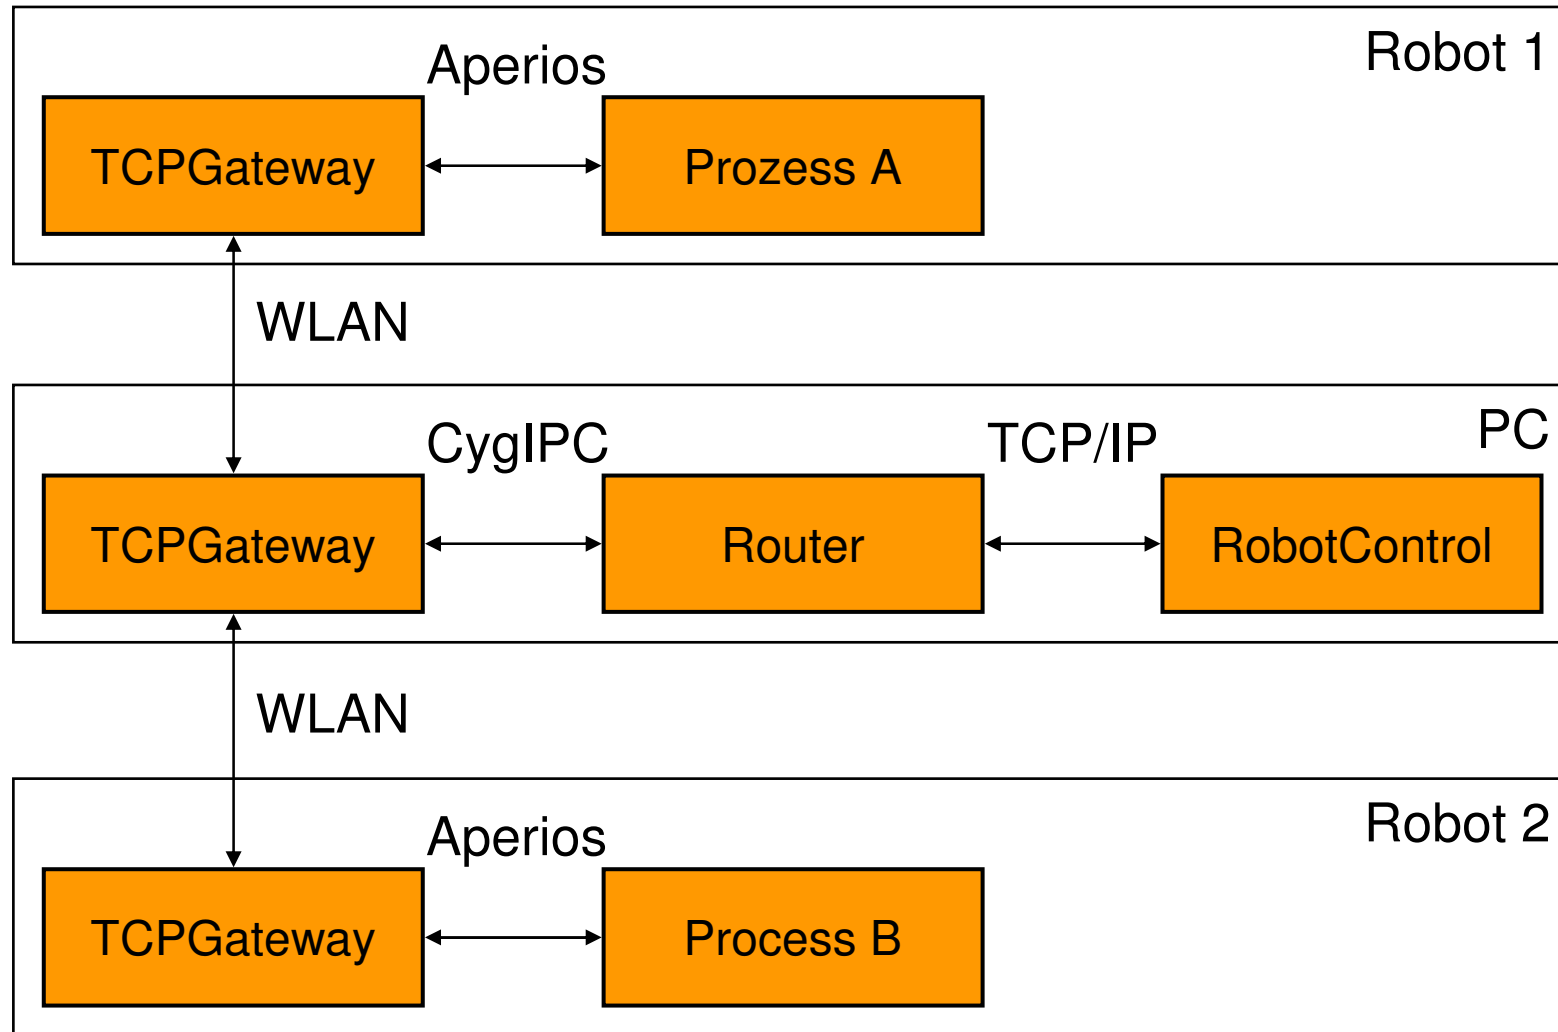 Robot 1
Aperios
TCPGateway
Prozess A
WLAN
PC
CygIPC
TCP/IP
TCPGateway
Router
RobotControl
WLAN
Robot 2
Aperios
TCPGateway
Process B